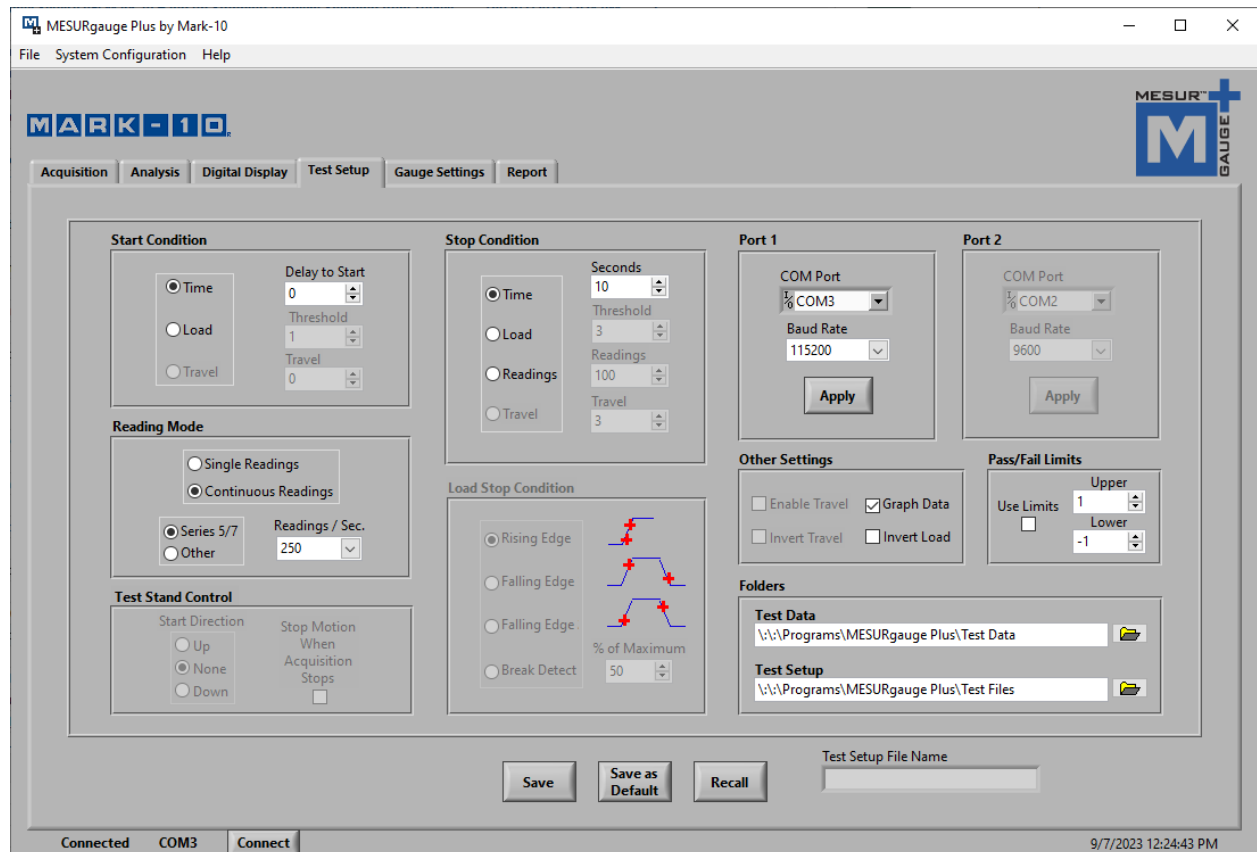 MESURgauge Plus by Mark-10
File System Configuration Help
MARK-10
MESUR™
M
GAUGE
Acquisition Analysis Digital Display Test Setup Gauge Settings Report
Start Condition
Time
Load
Travel
Delay to Start
0
Threshold
1
Travel
0
Stop Condition
Time
Load
Readings
Travel
Seconds
10
Threshold
3
Readings
100
Travel
3
Port 1
COM Port
COM3
Baud Rate
115200
Apply
Port 2
COM Port
COM2
Baud Rate
9600
Apply
Reading Mode
Single Readings
Continuous Readings
Series 5/7
Other
Readings / Sec.
250
Load Stop Condition
Rising Edge
Falling Edge
Falling Edge
Break Detect
% of Maximum
50
Other Settings
Enable Travel
Graph Data
Invert Travel
Invert Load
Pass/Fail Limits
Use Limits
Upper
1
Lower
-1
Test Stand Control
Start Direction
Up
None
Down
Stop Motion
When
Acquisition
Stops
Folders
Test Data
\:\:\Programs\MESURgauge Plus\Test Data
Test Setup
\:\:\Programs\MESURgauge Plus\Test Files
Save
Save as
Default
Recall
Test Setup File Name
Connected COM3 Connect
9/7/2023 12:24:43 PM